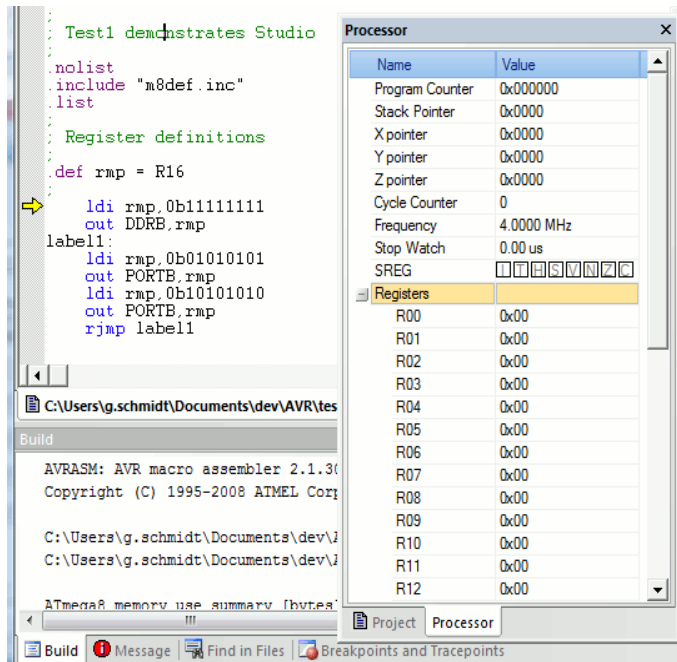 ;
; Test1 demonstrates Studio
;
.nolist
.include "m8def.inc"
.list
;
; Register definitions
;
.def rmp = R16
;
ldi rmp,0b11111111
out DDRB,rmp
label1:
ldi rmp,0b01010101
out PORTB,rmp
ldi rmp,0b10101010
out PORTB,rmp
rjmp label1
C:\Users\g.schmidt\Documents\dev\AVR\tes
Build
AVRASM: AVR macro assembler 2.1.30
Copyright (C) 1995-2008 ATMEL Corp
C:\Users\g.schmidt\Documents\dev\A
C:\Users\g.schmidt\Documents\dev\A
ATmega8 memory use summary [bytes]
Build Message Find in Files Breakpoints and Tracepoints
Processor
Name Value
Program Counter 0x000000
Stack Pointer 0x0000
X pointer 0x0000
Y pointer 0x0000
Z pointer 0x0000
Cycle Counter 0
Frequency 4.0000 MHz
Stop Watch 0.00 us
SREG I T H S V N Z C
Registers
R00 0x00
R01 0x00
R02 0x00
R03 0x00
R04 0x00
R05 0x00
R06 0x00
R07 0x00
R08 0x00
R09 0x00
R10 0x00
R11 0x00
R12 0x00
Project Processor